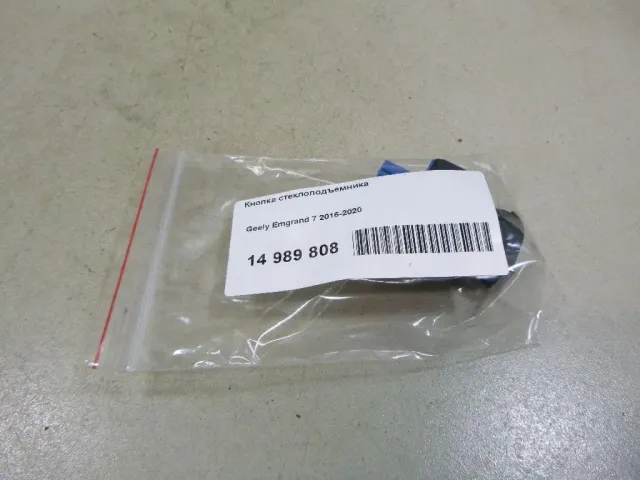 Кнопка стеклоподъемника
Geely Emgrand 7 2016-2020
14 989 808